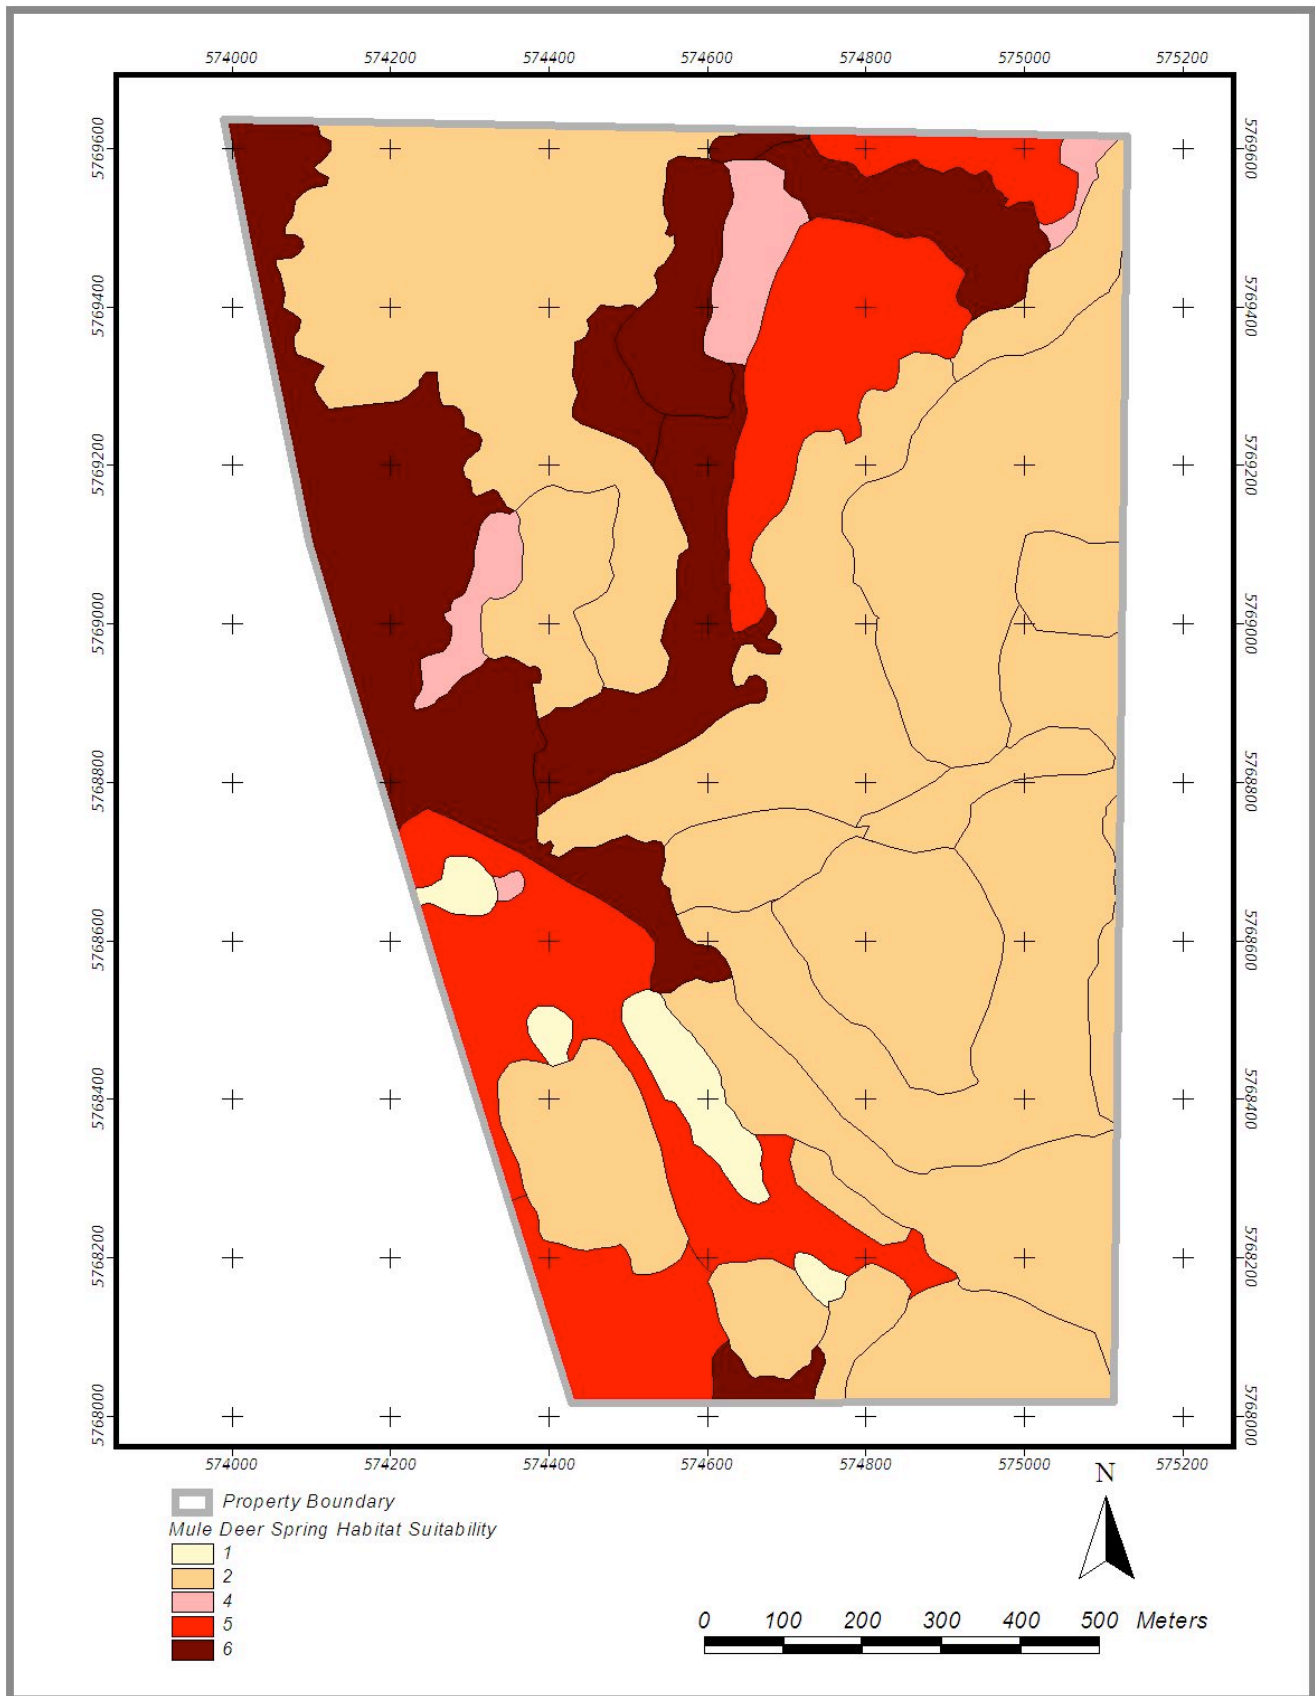 574000 574200 574400 574600 574800 575000 575200
5769600 5769600
5769400 5769400
5769200 5769200
5769000 5769000
5768800 5768800
5768600 5768600
5768400 5768400
5768200 5768200
5768000 5768000
574000 574200 574400 574600 574800 575000 575200
N
Property Boundary
Mule Deer Spring Habitat Suitability
1
2
4
5
6
0 100 200 300 400 500 Meters